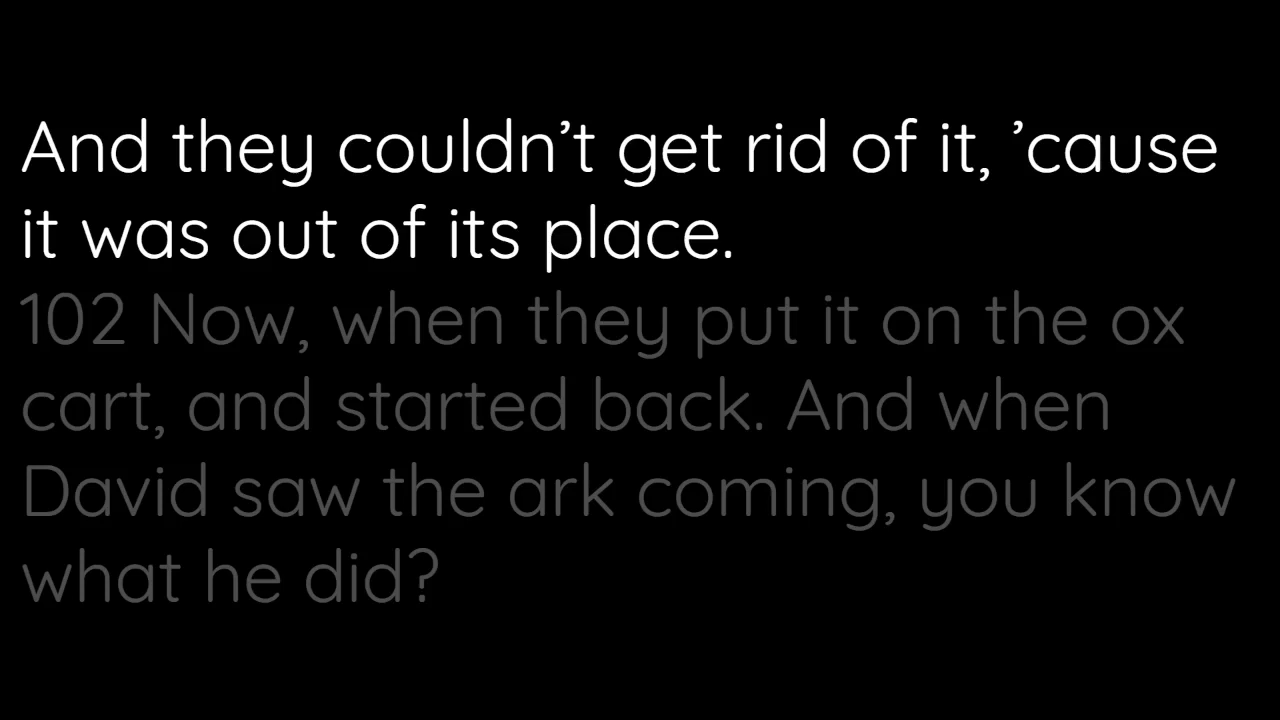 And they couldn’t get rid of it, ’cause
it was out of its place.
102 Now, when they put it on the ox
cart, and started back. And when
David saw the ark coming, you know
what he did?